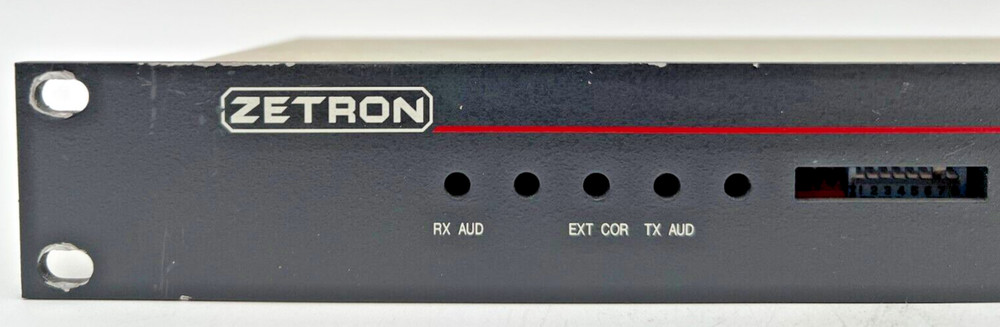 ZETRON
RX AUD
EXT COR
TX AUD
1 2 3 4 5 6 7